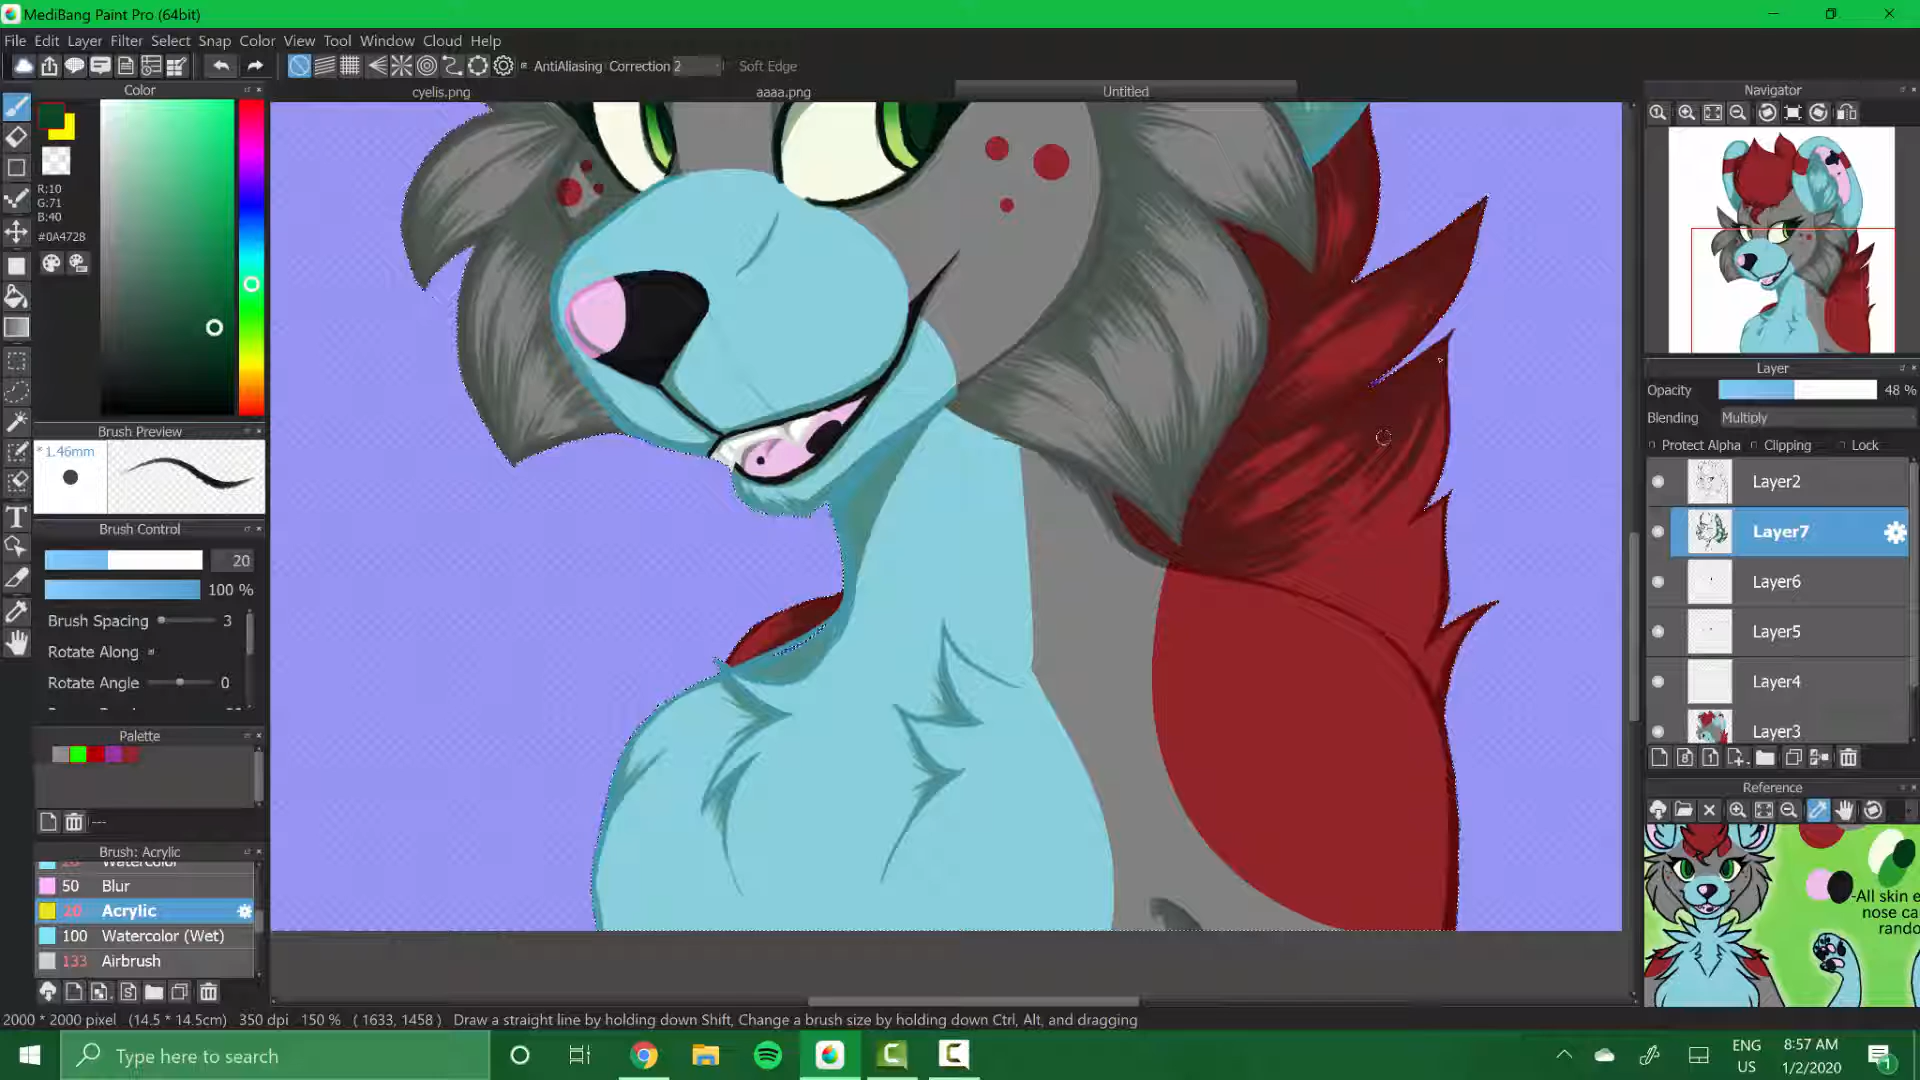 MediBang Paint Pro (64bit)
File Edit Layer Filter Select Snap Color View Tool Window Cloud Help
AntiAliasing Correction 2 Soft Edge
Color
cyelis.png
aaaa.png
Untitled
Navigator
R:10
G:71
B:40
#0A4728
Layer
Opacity 48 %
Blending Multiply
Protect Alpha Clipping Lock
Brush Preview
* 1.46mm
Layer2
Layer7
Layer6
Layer5
Layer4
Layer3
Brush Control
20
100 %
Brush Spacing 3
Rotate Along
Rotate Angle 0
Palette
---
Reference
-All skin e
nose ca
rando
Brush: Acrylic
Watercolor
50 Blur
20 Acrylic
100 Watercolor (Wet)
133 Airbrush
2000 * 2000 pixel (14.5 * 14.5cm) 350 dpi 150 % ( 1633, 1458 ) Draw a straight line by holding down Shift, Change a brush size by holding down Ctrl, Alt, and dragging
Type here to search
ENG
US
8:57 AM
1/2/2020
1